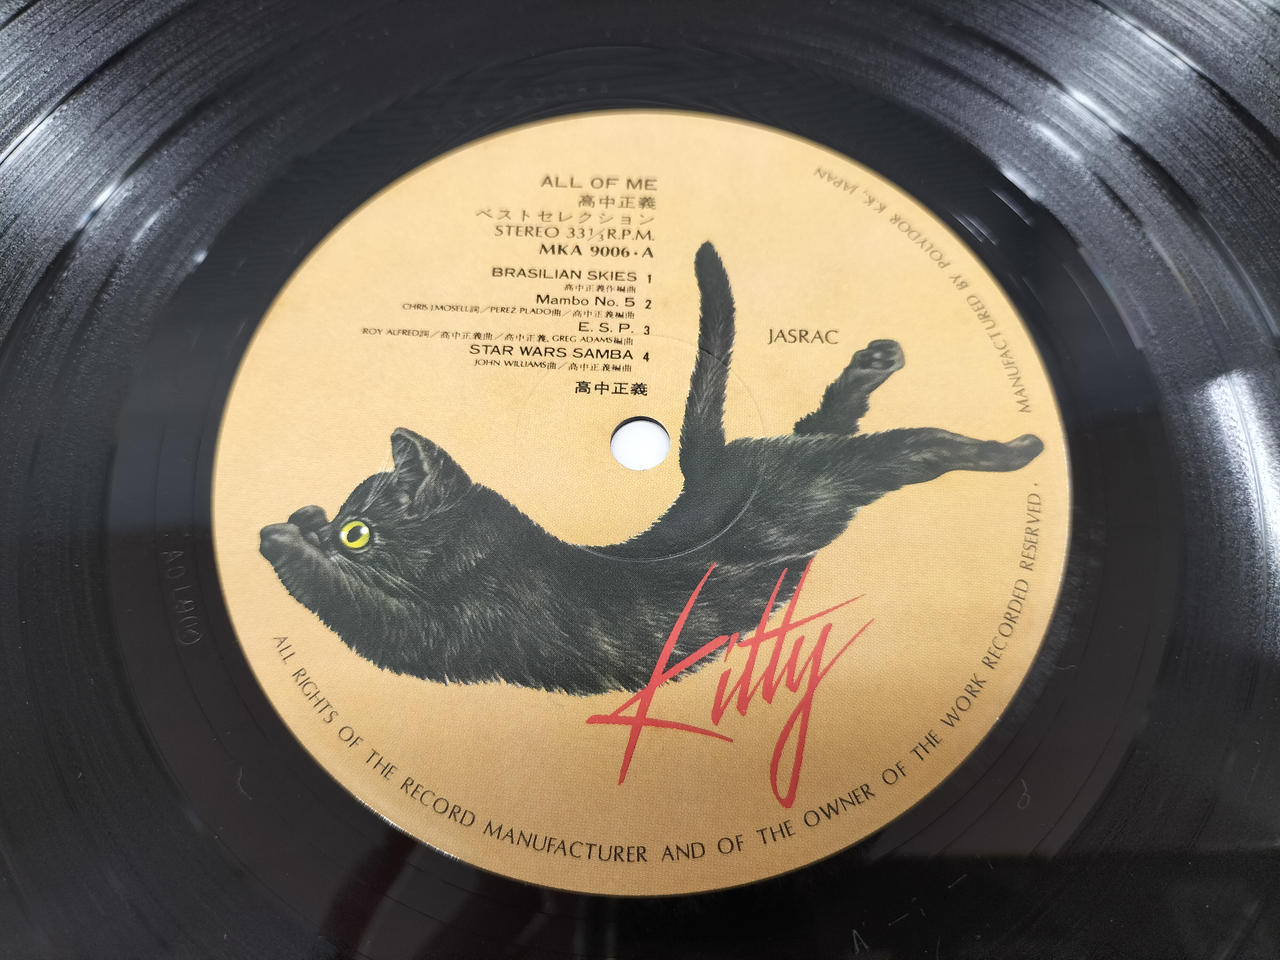 ALL OF ME
高中正義
ベストセレクション
STEREO 33⅓R.P.M.
MKA 9006・A
BRASILIAN SKIES 1
高中正義作編曲
Mambo No. 5 2
CHRIS J.MOSELL詞／PEREZ PLADO曲／高中正義編曲
E. S. P. 3
ROY ALFRED詞／高中正義曲／高中正義, GREG ADAMS編曲
STAR WARS SAMBA 4
JOHN WILLIAMS曲／高中正義編曲
高中正義
JASRAC
Kitty
ALL RIGHTS OF THE RECORD MANUFACTURER AND OF THE OWNER OF THE WORK RECORDED RESERVED,
MANUFACTURED BY POLYDOR K.K., JAPAN